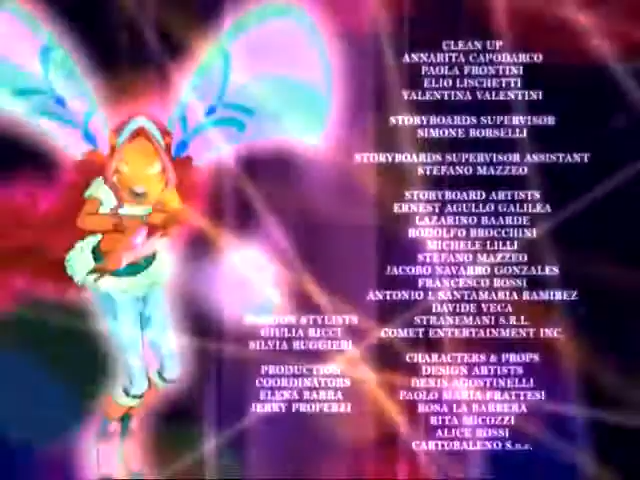 CLEAN UP
ANNARITA CAPODARCO
PAOLA FRONTINI
ELIO LISCHETTI
VALENTINA VALENTINI
STORYBOARDS SUPERVISOR
SIMONE BORSELLI
STORYBOARDS SUPERVISOR ASSISTANT
STEFANO MAZZEO
STORYBOARD ARTISTS
ERNEST AGULLO GALILEA
LAZARINO BAARDE
RODOLFO BROCCHINI
MICHELE LILLI
STEFANO MAZZEO
JACOBO NAVARRO GONZALES
FRANCESCO ROSSI
ANTONIO J. SANTAMARIA RAMIREZ
DAVIDE VECA
STRANEMANI S.R.L.
COMET ENTERTAINMENT INC.
CHARACTERS & PROPS
DESIGN ARTISTS
DENIS AGOSTINELLI
PAOLO MARIA FRATTESI
ROSA LA BARBERA
RITA MICOZZI
ALICE ROSSI
CARTOBALENO S.n.c.
STYLISTS
GIULIA RICCI
SILVIA RUGGIERI
PRODUCTION
COORDINATORS
ELENA BARRA
JERRY PROPERZI